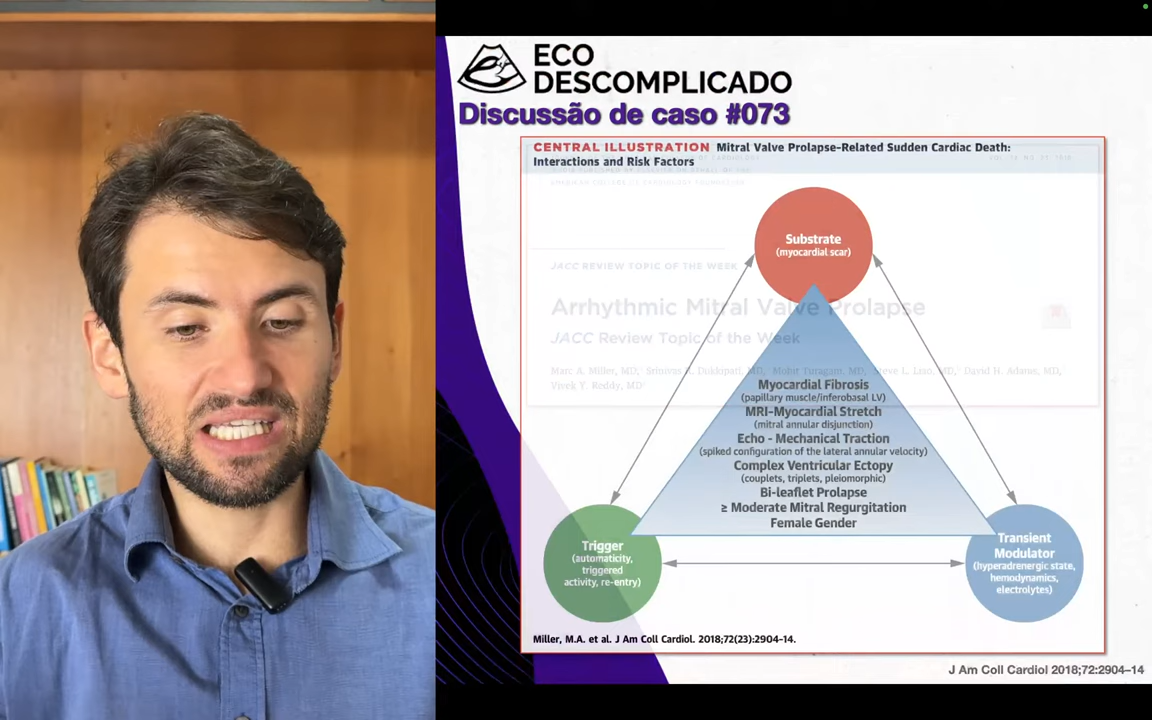 ECO
DESCOMPLICADO
Discussão de caso #073
CENTRAL ILLUSTRATION Mitral Valve Prolapse-Related Sudden Cardiac Death:
Interactions and Risk Factors
JACC REVIEW TOPIC OF THE WEEK
Arrhythmic Mitral Valve Prolapse
JACC Review Topic of the Week
Marc A. Miller, MD, Srinivas R. Dukkipati, MD, Mohit Turagam, MD, Steve L. Liao, MD, David H. Adams, MD,
Vivek Y. Reddy, MD
Substrate
(myocardial scar)
Myocardial Fibrosis
(papillary muscle/inferobasal LV)
MRI-Myocardial Stretch
(mitral annular disjunction)
Echo - Mechanical Traction
(spiked configuration of the lateral annular velocity)
Complex Ventricular Ectopy
(couplets, triplets, pleiomorphic)
Bi-leaflet Prolapse
≥ Moderate Mitral Regurgitation
Female Gender
Trigger
(automaticity,
triggered
activity, re-entry)
Transient
Modulator
(hyperadrenergic state,
hemodynamics,
electrolytes)
Miller, M.A. et al. J Am Coll Cardiol. 2018;72(23):2904-14.
J Am Coll Cardiol 2018;72:2904–14